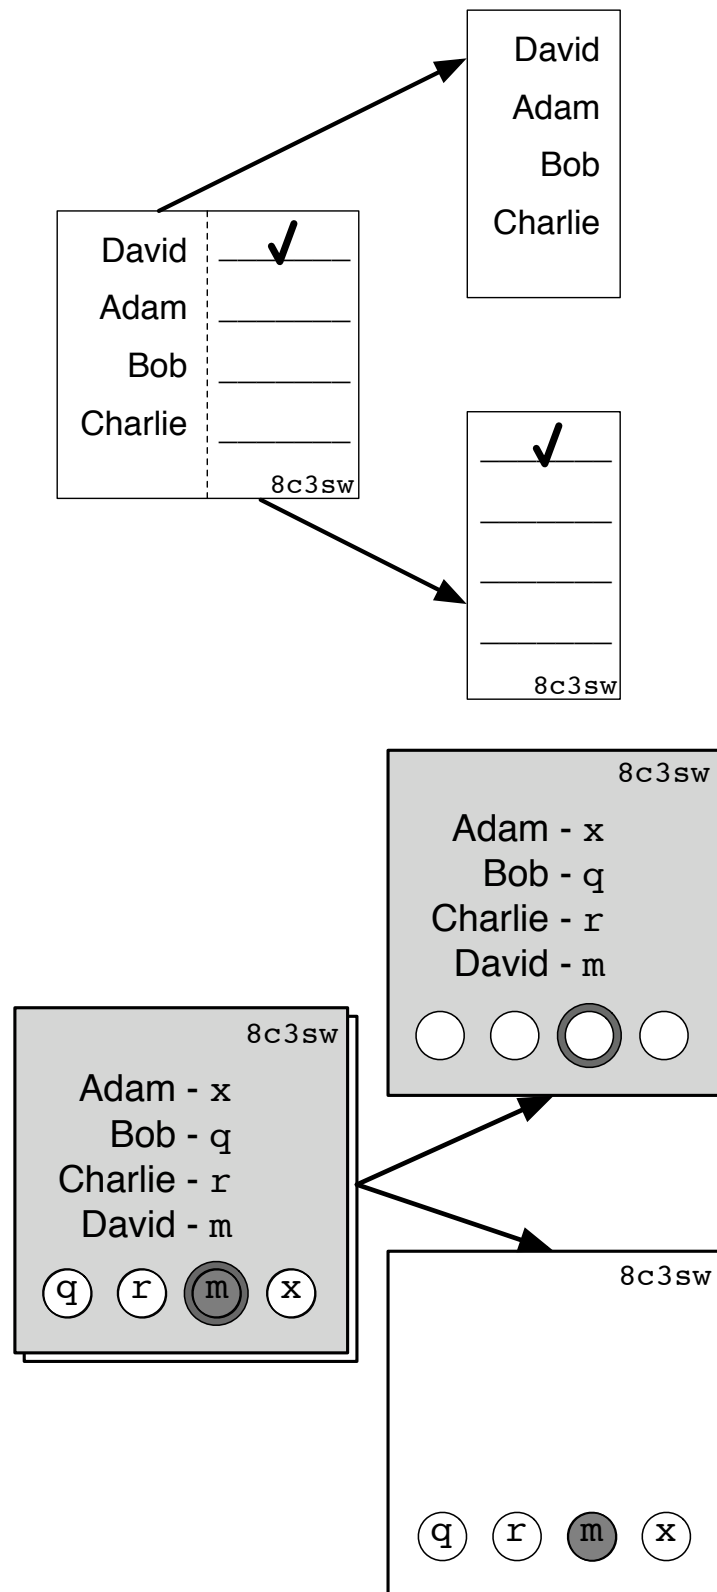 David
Adam
Bob
Charlie
David
Adam
Bob
Charlie
8c3sw
8c3sw
8c3sw
Adam - x
Bob - q
Charlie - r
David - m
8c3sw
Adam - x
Bob - q
Charlie - r
David - m
q r m x
8c3sw
q r m x